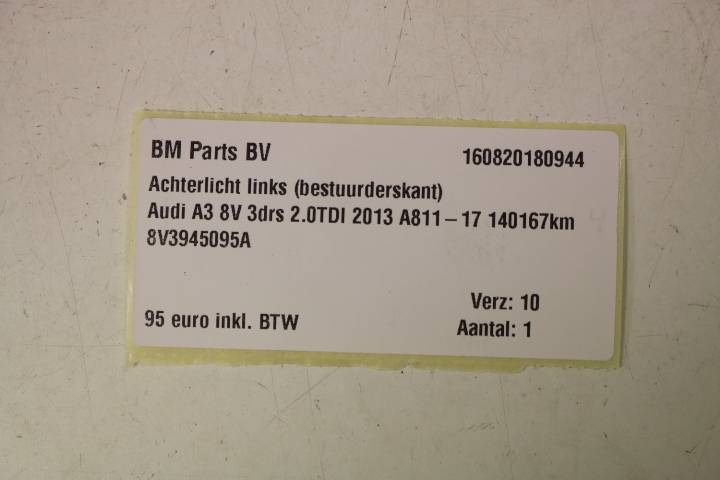 BM Parts BV 160820180944
Achterlicht links (bestuurderskant)
Audi A3 8V 3drs 2.0TDI 2013 A811-17 140167km
8V3945095A
Verz: 10
95 euro inkl. BTW Aantal: 1